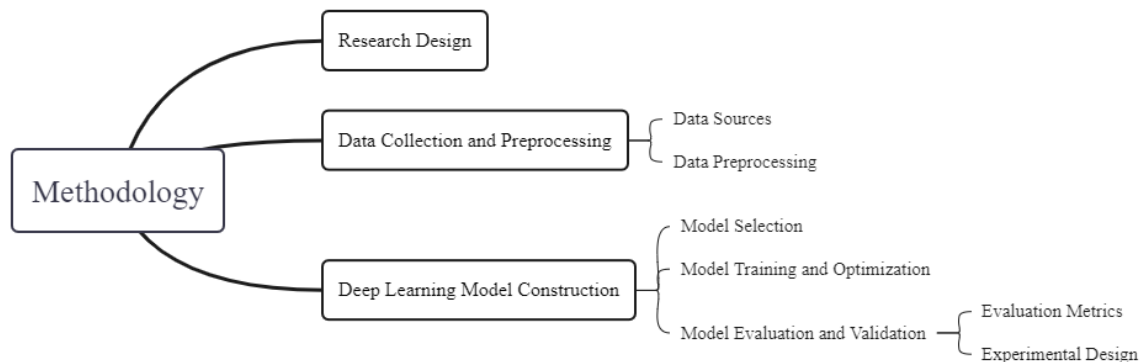 Methodology
Research Design
Data Collection and Preprocessing
Data Sources
Data Preprocessing
Deep Learning Model Construction
Model Selection
Model Training and Optimization
Model Evaluation and Validation
Evaluation Metrics
Experimental Design